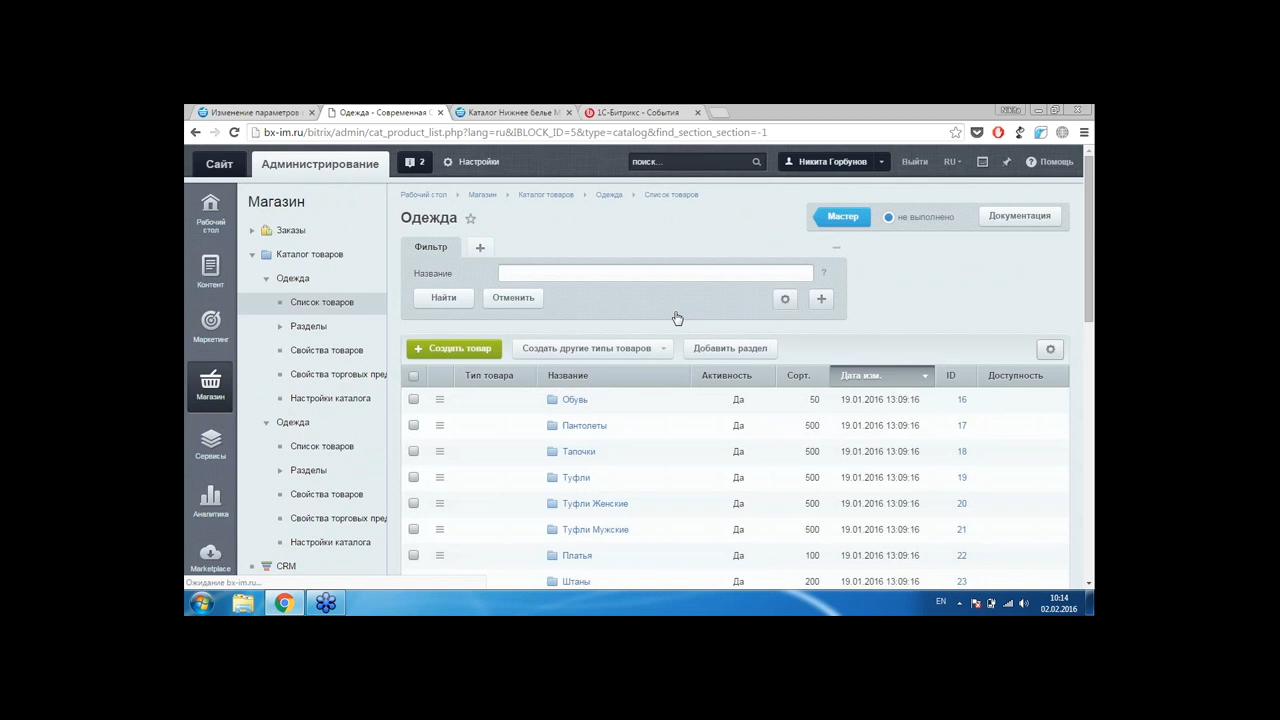 Изменение параметров
Одежда - Современная С
Каталог Нижнее белье М
1С-Битрикс - События
Nikita
bx-im.ru/bitrix/admin/cat_product_list.php?lang=ru&IBLOCK_ID=5&type=catalog&find_section_section=-1
Сайт
Администрирование
2
Настройки
поиск...
Никита Горбунов
Выйти
RU
Помощь
Рабочий стол
Контент
Маркетинг
Магазин
Сервисы
Аналитика
Marketplace
Магазин
Заказы
Каталог товаров
Одежда
Список товаров
Разделы
Свойства товаров
Свойства торговых пред
Настройки каталога
Одежда
Список товаров
Разделы
Свойства товаров
Свойства торговых пред
Настройки каталога
CRM
Рабочий стол Магазин Каталог товаров Одежда Список товаров
Одежда
Мастер
не выполнено
Документация
Фильтр
Название
?
Найти
Отменить
Создать товар
Создать другие типы товаров
Добавить раздел
Тип товара Название Активность Сорт. Дата изм. ID Доступность
Обувь Да 50 19.01.2016 13:09:16 16
Пантолеты Да 500 19.01.2016 13:09:16 17
Тапочки Да 500 19.01.2016 13:09:16 18
Туфли Да 500 19.01.2016 13:09:16 19
Туфли Женские Да 500 19.01.2016 13:09:16 20
Туфли Мужские Да 500 19.01.2016 13:09:16 21
Платья Да 100 19.01.2016 13:09:16 22
Штаны Да 200 19.01.2016 13:09:16 23
Ожидание bx-im.ru...
EN
10:14
02.02.2016